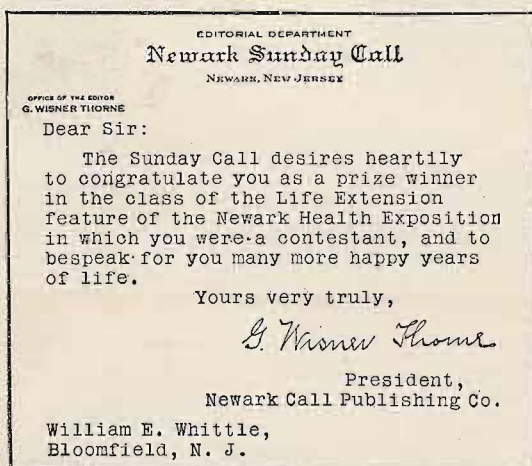 EDITORIAL DEPARTMENT
Newark Sunday Call
NEWARK, NEW JERSEY
OFFICE OF THE EDITOR
G. WISNER THORNE
Dear Sir:
The Sunday Call desires heartily
to congratulate you as a prize winner
in the class of the Life Extension
feature of the Newark Health Exposition
in which you were a contestant, and to
bespeak for you many more happy years
of life.
Yours very truly,
G. Wisner Thorne
President,
Newark Call Publishing Co.
William E. Whittle,
Bloomfield, N. J.